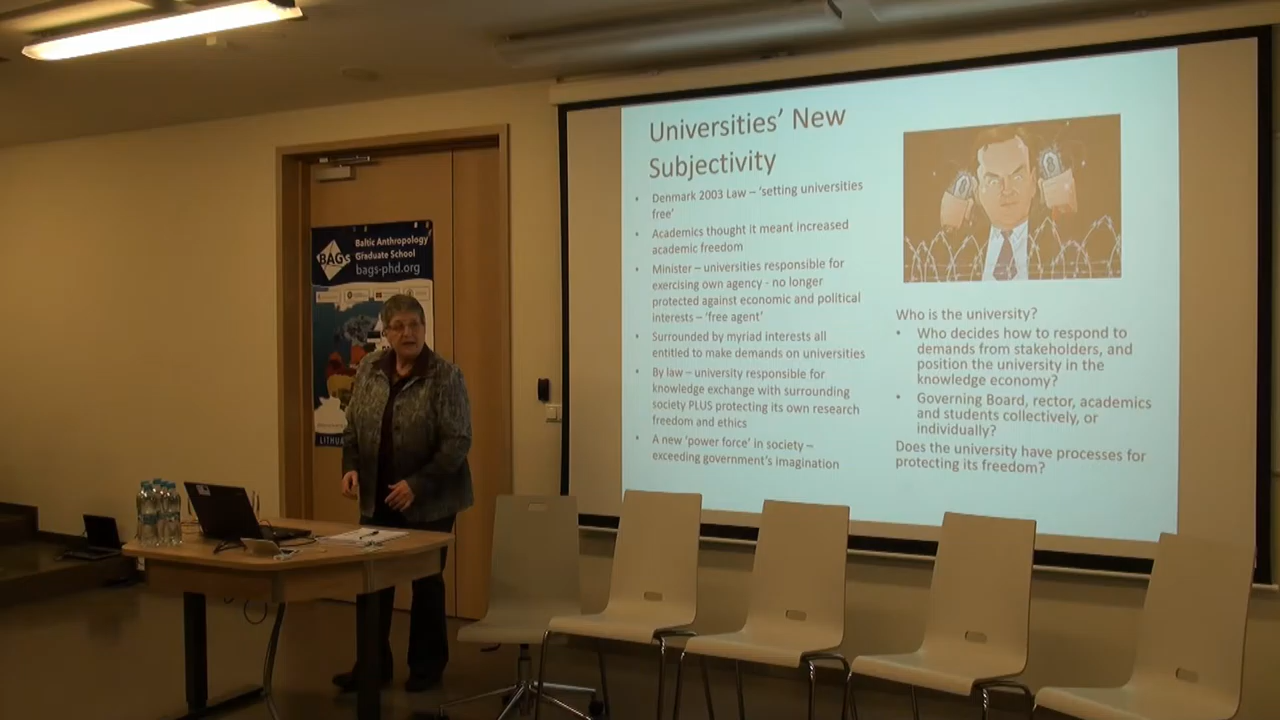 Universities' New
Subjectivity
• Denmark 2003 Law – 'setting universities
free'
• Academics thought it meant increased
academic freedom
• Minister – universities responsible for
exercising own agency - no longer
protected against economic and political
interests – 'free agent'
• Surrounded by myriad interests all
entitled to make demands on universities
• By law – university responsible for
knowledge exchange with surrounding
society PLUS protecting its own research
freedom and ethics
• A new 'power force' in society –
exceeding government's imagination
Who is the university?
• Who decides how to respond to
demands from stakeholders, and
position the university in the
knowledge economy?
• Governing Board, rector, academics
and students collectively, or
individually?
Does the university have processes for
protecting its freedom?
BAGs
Baltic Anthropology
Graduate School
bags-phd.org